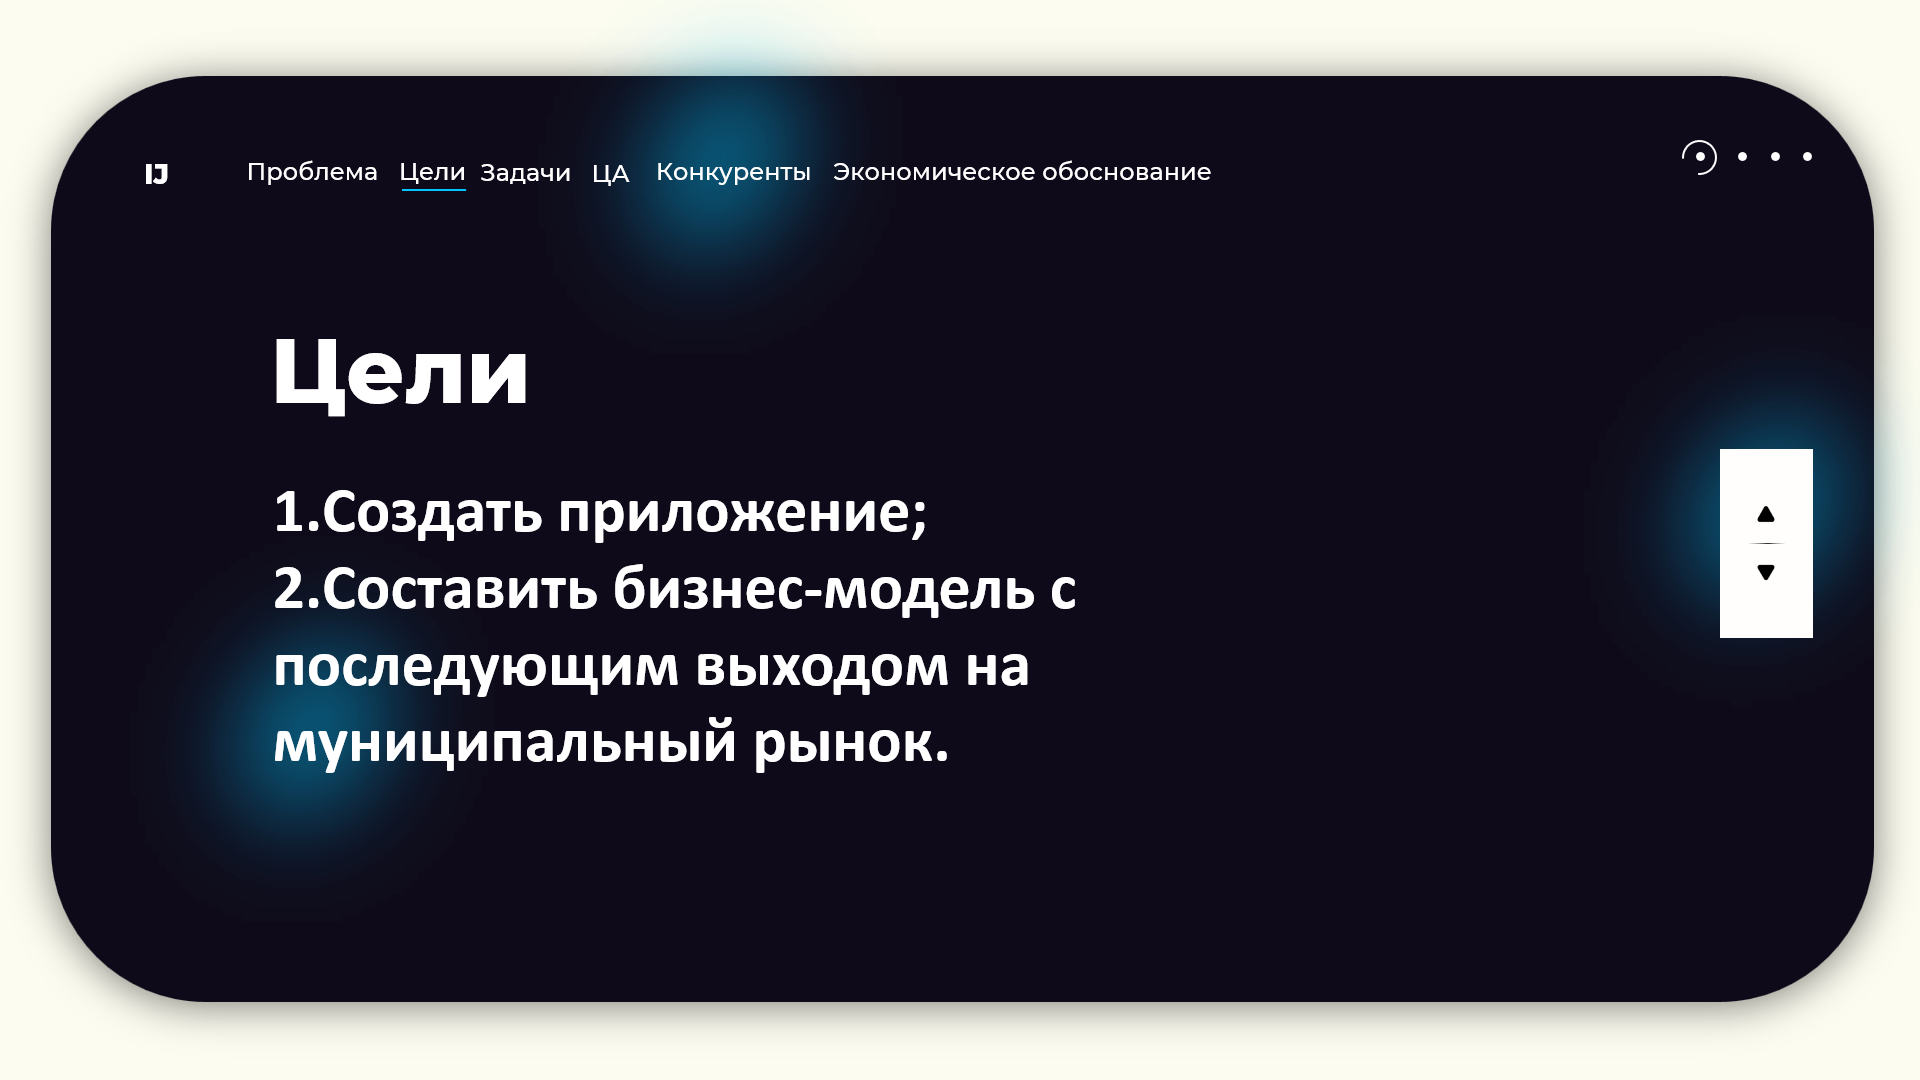 IJ Проблема Цели Задачи ЦА Конкуренты Экономическое обоснование
Цели
1.Создать приложение;
2.Составить бизнес-модель с
последующим выходом на
муниципальный рынок.